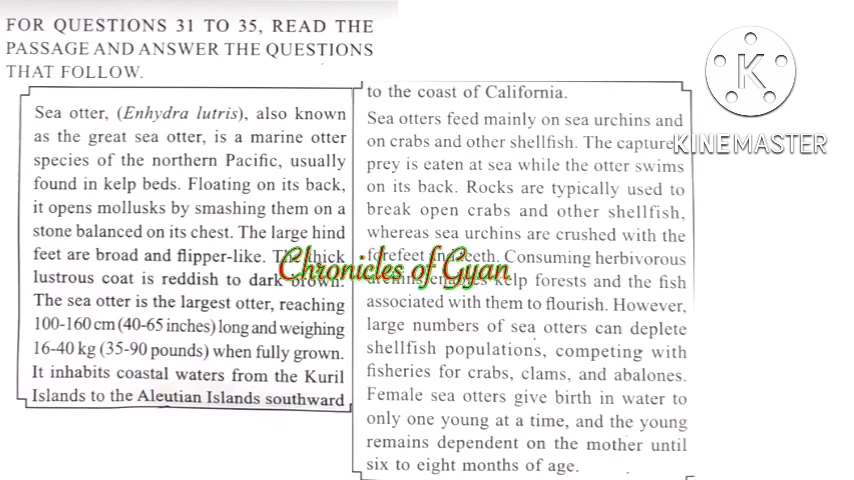 FOR QUESTIONS 31 TO 35, READ THE
PASSAGE AND ANSWER THE QUESTIONS
THAT FOLLOW.
Sea otter, (Enhydra lutris), also known
as the great sea otter, is a marine otter
species of the northern Pacific, usually
found in kelp beds. Floating on its back,
it opens mollusks by smashing them on a
stone balanced on its chest. The large hind
feet are broad and flipper-like. The thick
lustrous coat is reddish to dark brown.
The sea otter is the largest otter, reaching
100-160 cm (40-65 inches) long and weighing
16-40 kg (35-90 pounds) when fully grown.
It inhabits coastal waters from the Kuril
Islands to the Aleutian Islands southward
to the coast of California.
Sea otters feed mainly on sea urchins and
on crabs and other shellfish. The capture
prey is eaten at sea while the otter swims
on its back. Rocks are typically used to
break open crabs and other shellfish,
whereas sea urchins are crushed with the
forefeet and teeth. Consuming herbivorous
urchins enables kelp forests and the fish
associated with them to flourish. However,
large numbers of sea otters can deplete
shellfish populations, competing with
fisheries for crabs, clams, and abalones.
Female sea otters give birth in water to
only one young at a time, and the young
remains dependent on the mother until
six to eight months of age.
Chronicles of Gyan
K
KINEMASTER